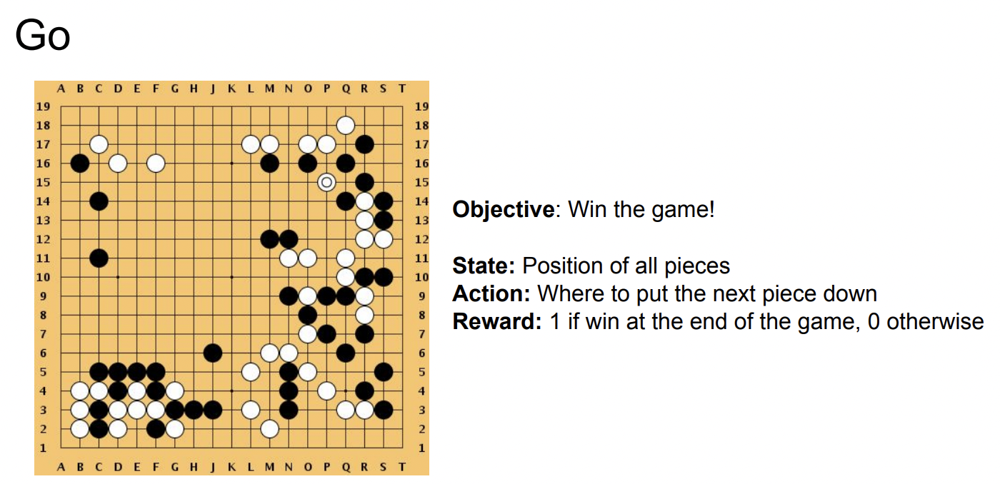 Go
A B C D E F G H J K L M N O P Q R S T
19 19
18 18
17 17
16 16
15 15
14 14
13 13
12 12
11 11
10 10
9 9
8 8
7 7
6 6
5 5
4 4
3 3
2 2
1 1
A B C D E F G H J K L M N O P Q R S T
Objective: Win the game!
State: Position of all pieces
Action: Where to put the next piece down
Reward: 1 if win at the end of the game, 0 otherwise